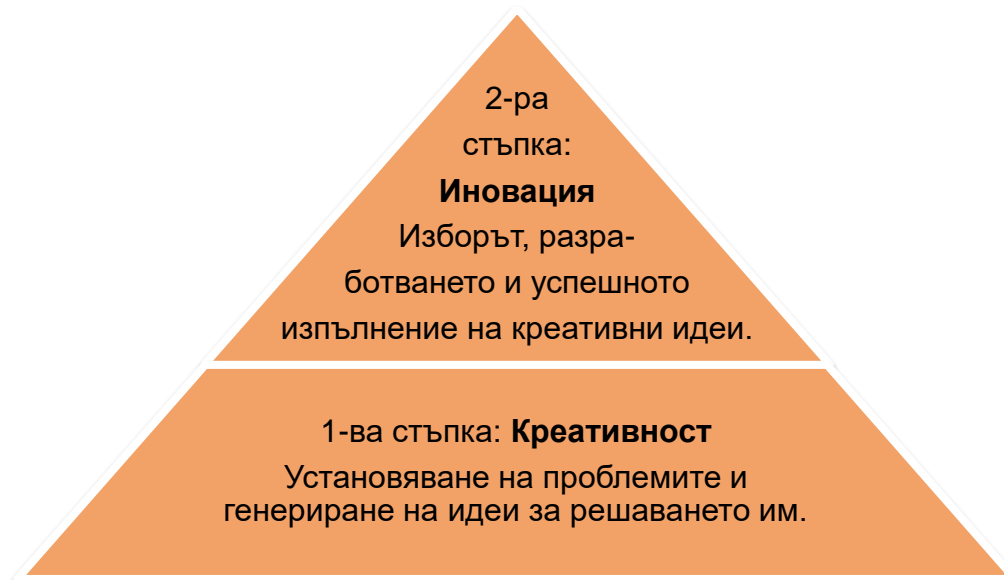 2-ра
стъпка:
Иновация
Изборът, разра-
ботването и успешното
изпълнение на креативни идеи.
1-ва стъпка: Креативност
Установяване на проблемите и
генериране на идеи за решаването им.